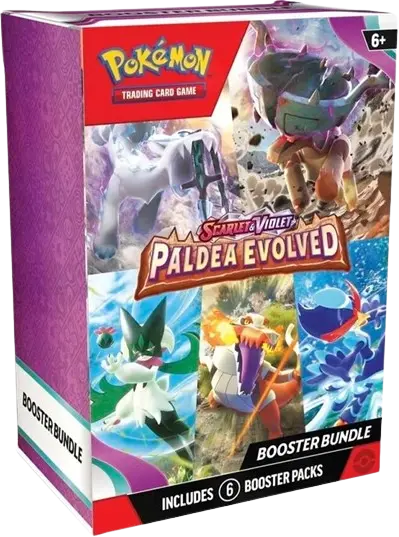 Pokémon
TRADING CARD GAME
6+
SCARLET & VIOLET
PALDEA EVOLVED
BOOSTER BUNDLE
BOOSTER BUNDLE
INCLUDES 6 BOOSTER PACKS